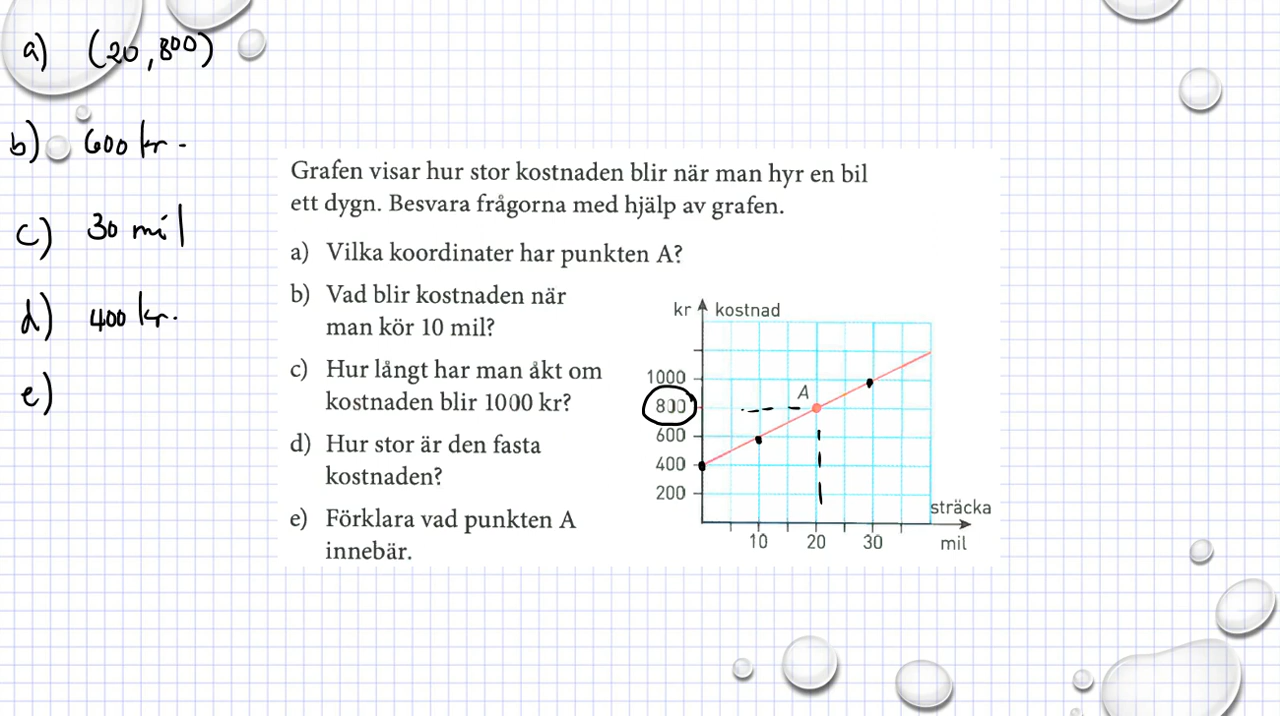 a) (20,800)
b) 600 kr.
c) 30 mil
d) 400 kr.
e)
Grafen visar hur stor kostnaden blir när man hyr en bil
ett dygn. Besvara frågorna med hjälp av grafen.
a) Vilka koordinater har punkten A?
b) Vad blir kostnaden när
man kör 10 mil?
c) Hur långt har man åkt om
kostnaden blir 1000 kr?
d) Hur stor är den fasta
kostnaden?
e) Förklara vad punkten A
innebär.
kr kostnad
1000
A
800
600
400
200
sträcka
10 20 30 mil